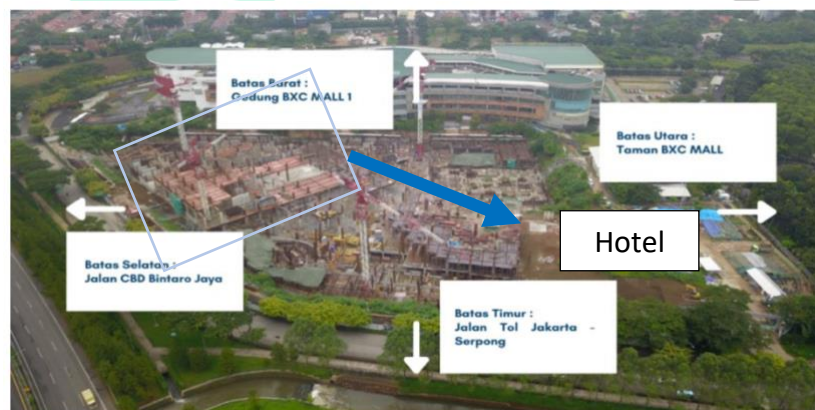 Batas Barat :
Gedung BXC MALL 1
Batas Utara :
Taman BXC MALL
Hotel
Batas Selatan :
Jalan CBD Bintaro Jaya
Batas Timur :
Jalan Tol Jakarta –
Serpong